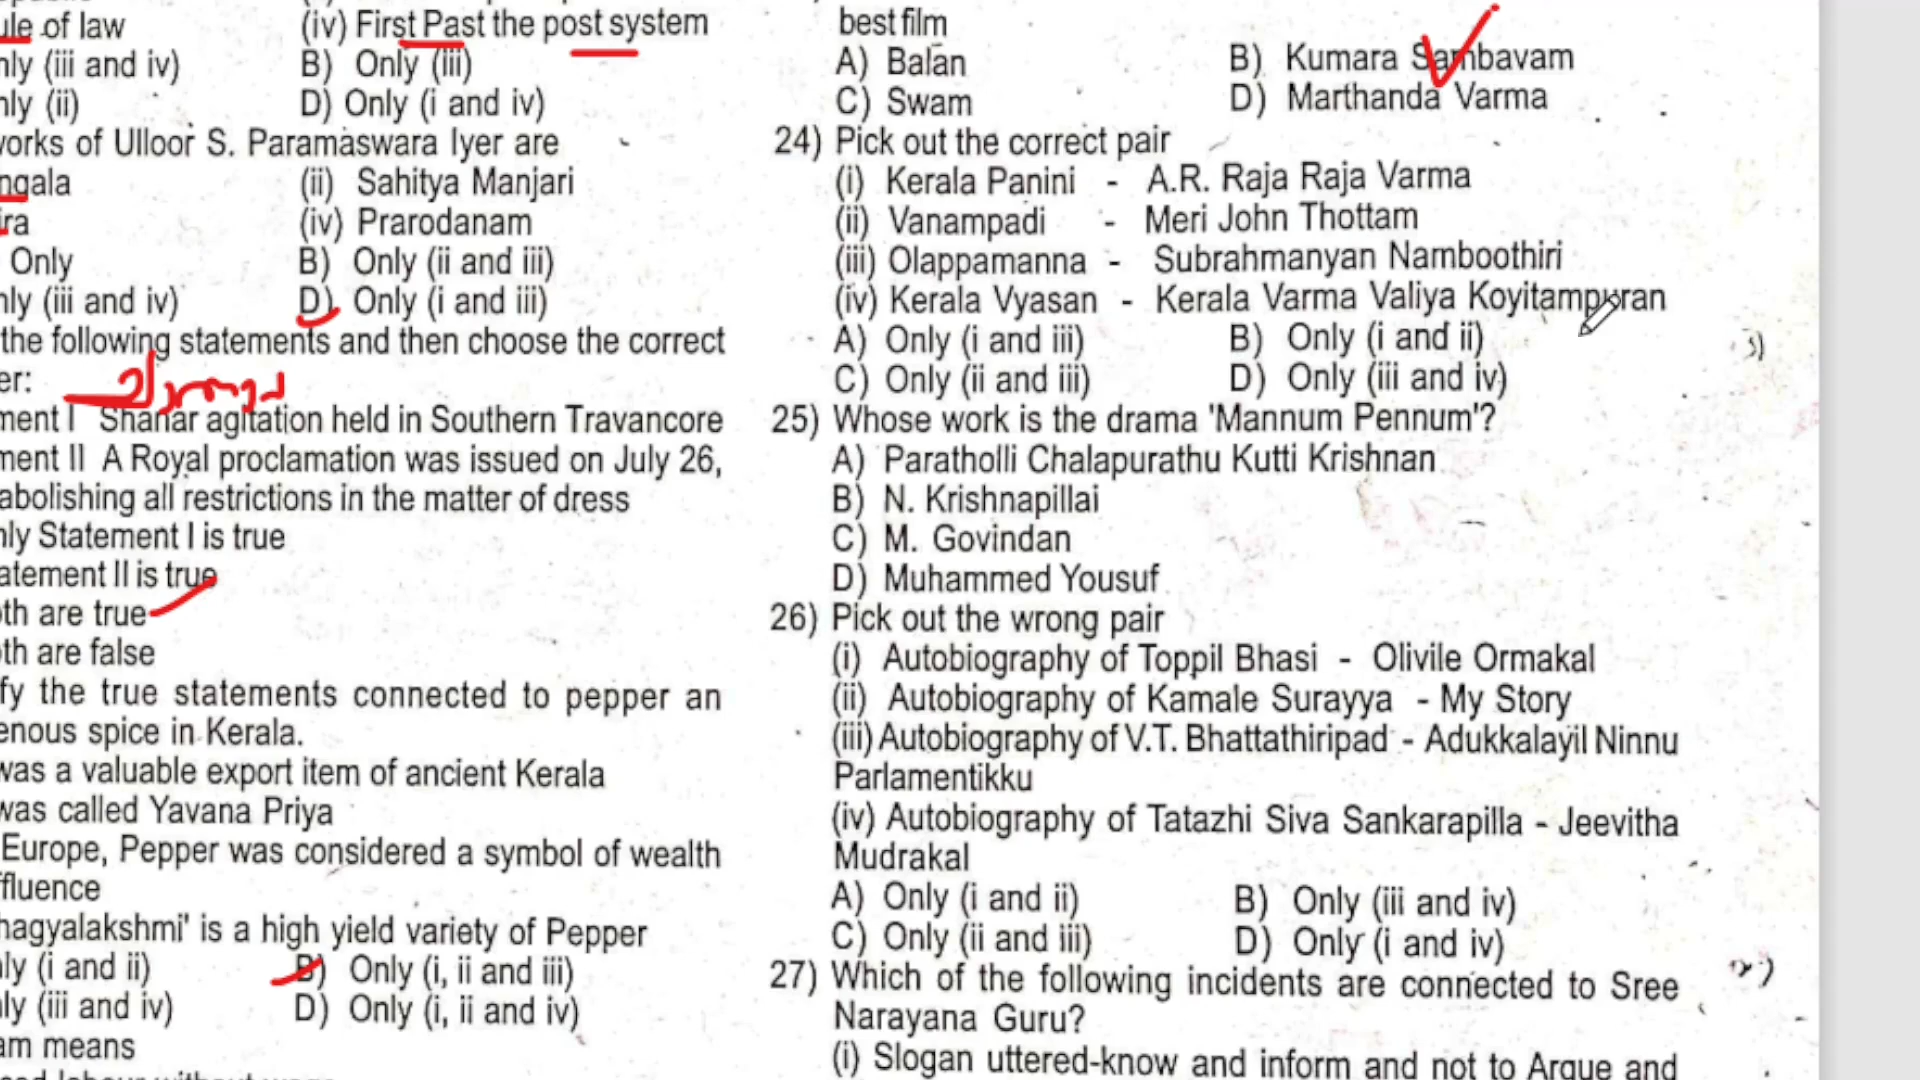 ule of law
(iv) First Past the post system
nly (iii and iv)
B) Only (iii)
nly (ii)
D) Only (i and iv)
works of Ulloor S. Paramaswara Iyer are
ngala
(ii) Sahitya Manjari
ira
(iv) Prarodanam
Only
B) Only (ii and iii)
nly (iii and iv)
D) Only (i and iii)
the following statements and then choose the correct
er:
ment I Shanar agitation held in Southern Travancore
ment II A Royal proclamation was issued on July 26,
abolishing all restrictions in the matter of dress
nly Statement I is true
atement II is true
oth are true
oth are false
fy the true statements connected to pepper an
enous spice in Kerala.
was a valuable export item of ancient Kerala
was called Yavana Priya
Europe, Pepper was considered a symbol of wealth
ffluence
hagyalakshmi' is a high yield variety of Pepper
nly (i and ii)
B) Only (i, ii and iii)
nly (iii and iv)
D) Only (i, ii and iv)
am means
best film
A) Balan
B) Kumara Sambavam
C) Swam
D) Marthanda Varma
24) Pick out the correct pair
(i) Kerala Panini - A.R. Raja Raja Varma
(ii) Vanampadi - Meri John Thottam
(iii) Olappamanna - Subrahmanyan Namboothiri
(iv) Kerala Vyasan - Kerala Varma Valiya Koyitampuran
A) Only (i and iii)
B) Only (i and ii)
C) Only (ii and iii)
D) Only (iii and iv)
25) Whose work is the drama 'Mannum Pennum'?
A) Paratholli Chalapurathu Kutti Krishnan
B) N. Krishnapillai
C) M. Govindan
D) Muhammed Yousuf
26) Pick out the wrong pair
(i) Autobiography of Toppil Bhasi - Olivile Ormakal
(ii) Autobiography of Kamale Surayya - My Story
(iii) Autobiography of V.T. Bhattathiripad - Adukkalayil Ninnu
Parlamentikku
(iv) Autobiography of Tatazhi Siva Sankarapilla - Jeevitha
Mudrakal
A) Only (i and ii)
B) Only (iii and iv)
C) Only (ii and iii)
D) Only (i and iv)
27) Which of the following incidents are connected to Sree
Narayana Guru?
(i) Slogan uttered-know and inform and not to Argue and